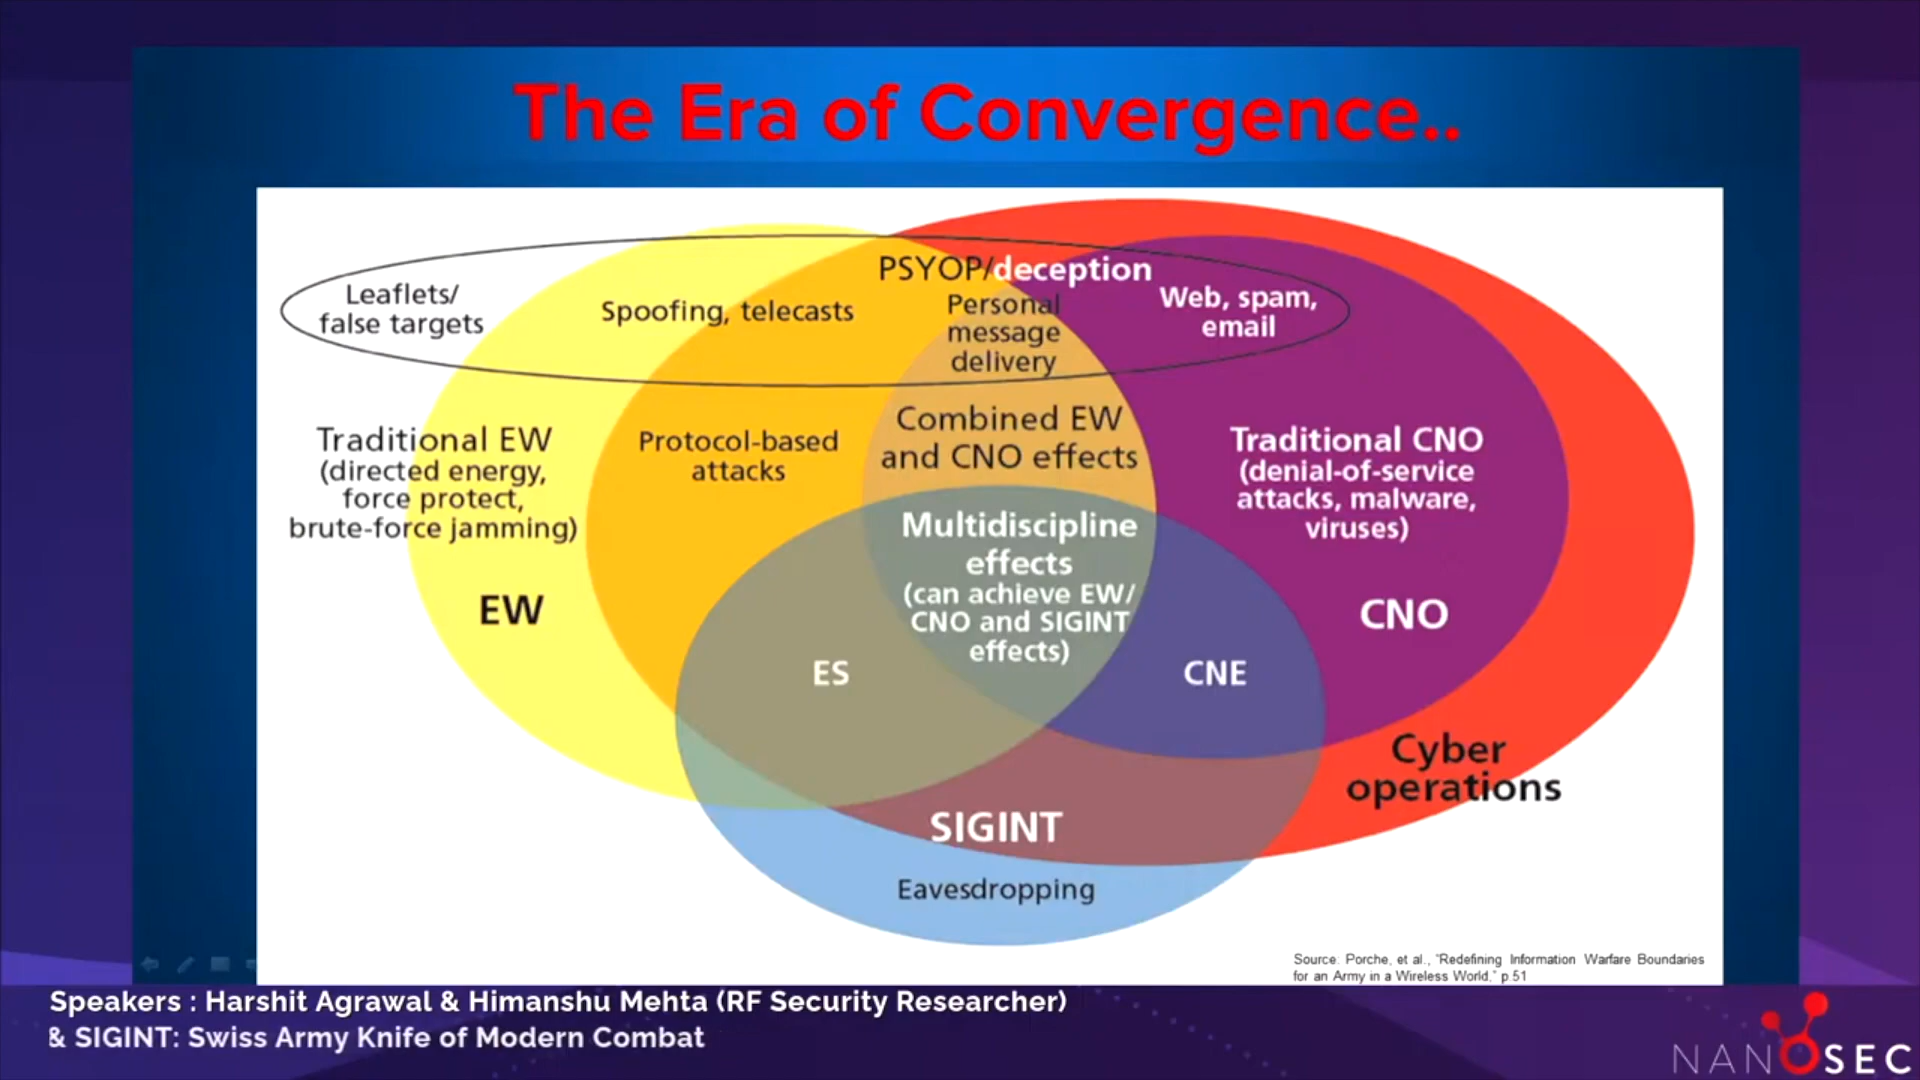 The Era of Convergence..
PSYOP/deception
Leaflets/
false targets
Spoofing, telecasts
Personal
message
delivery
Web, spam,
email
Traditional EW
(directed energy,
force protect,
brute-force jamming)
Protocol-based
attacks
Combined EW
and CNO effects
Traditional CNO
(denial-of-service
attacks, malware,
viruses)
Multidiscipline
effects
(can achieve EW/
CNO and SIGINT
effects)
EW
CNO
ES
CNE
Cyber
operations
SIGINT
Eavesdropping
Source: Porche, et al., "Redefining Information Warfare Boundaries
for an Army in a Wireless World," p.51
Speakers : Harshit Agrawal & Himanshu Mehta (RF Security Researcher)
& SIGINT: Swiss Army Knife of Modern Combat
NANOSEC